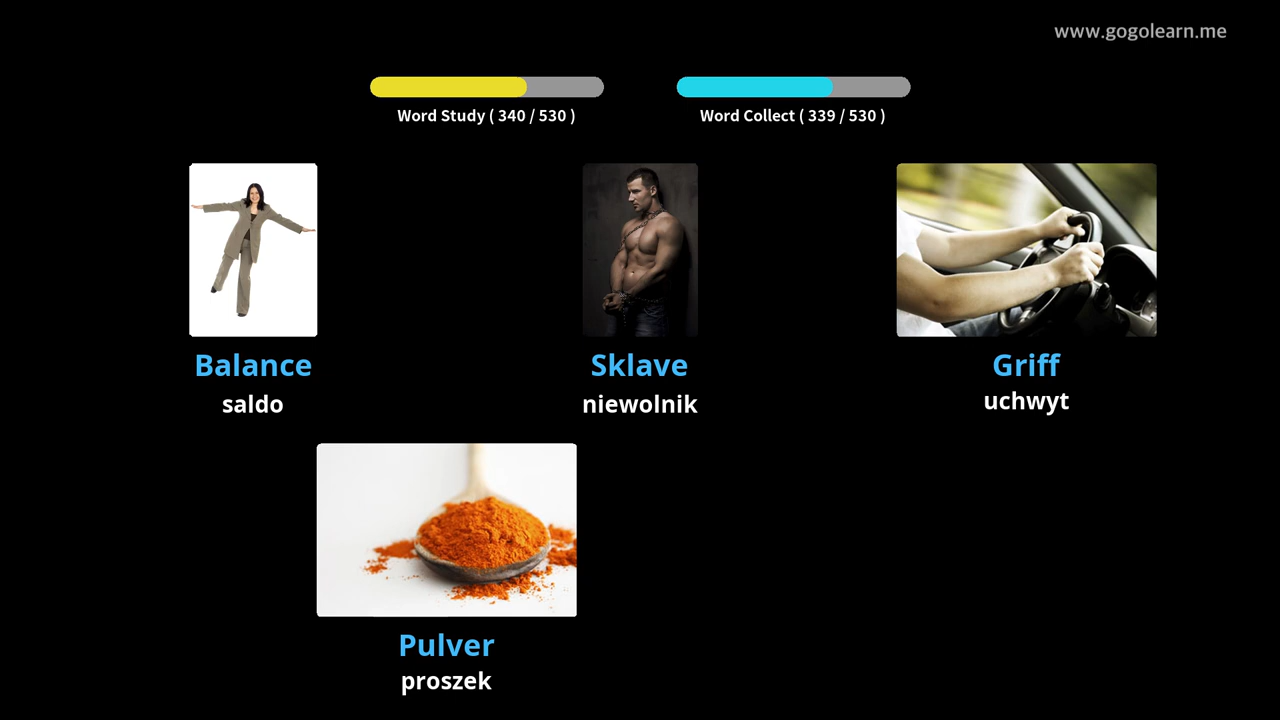 www.gogolearn.me
Word Study ( 340 / 530 )
Word Collect ( 339 / 530 )
Balance
saldo
Sklave
niewolnik
Griff
uchwyt
Pulver
proszek